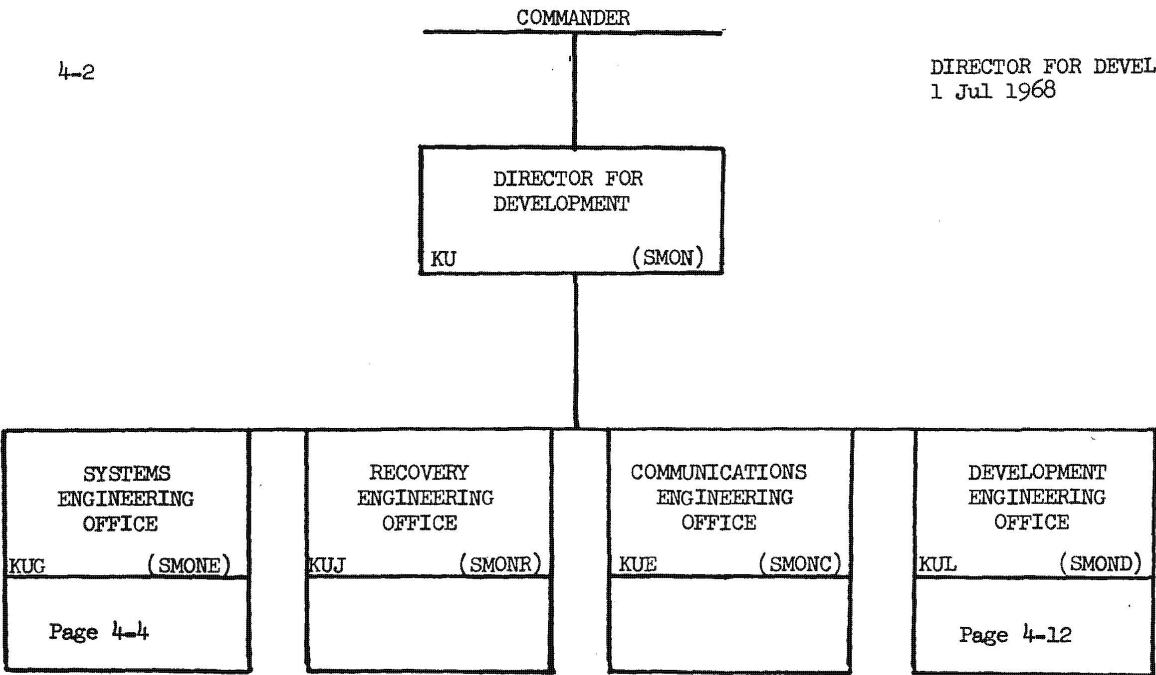 COMMANDER
4-2
DIRECTOR FOR DEVEL
1 Jul 1968
DIRECTOR FOR
DEVELOPMENT
KU (SMON)
SYSTEMS
ENGINEERING
OFFICE
KUG (SMONE)
Page 4-4
RECOVERY
ENGINEERING
OFFICE
KUJ (SMONR)
COMMUNICATIONS
ENGINEERING
OFFICE
KUE (SMONC)
DEVELOPMENT
ENGINEERING
OFFICE
KUL (SMOND)
Page 4-12